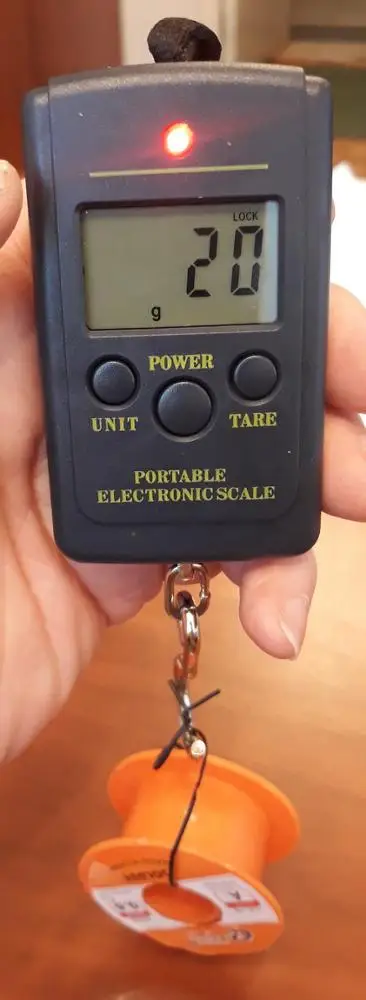 LOCK
20
g
POWER
UNIT TARE
PORTABLE
ELECTRONIC SCALE
A